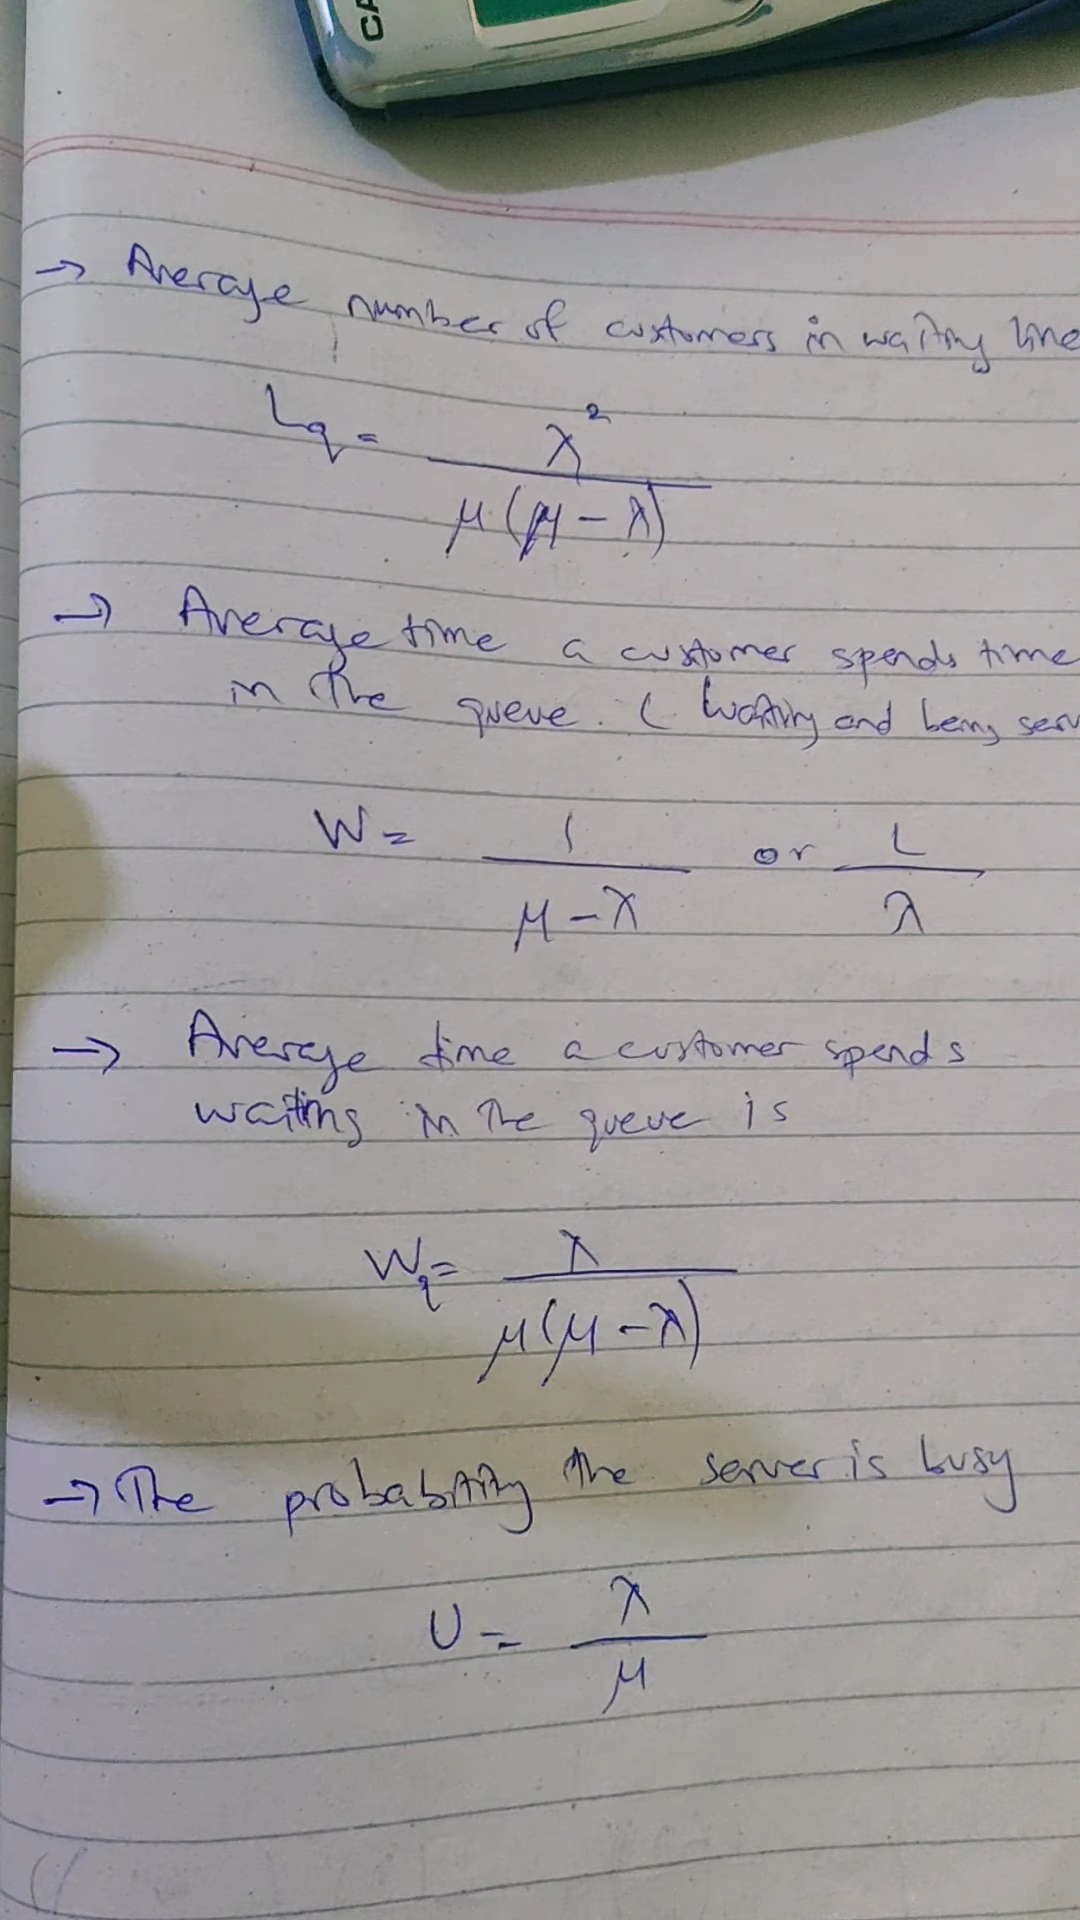 CA
→ Average number of customers in waiting line
Lq = λ² / μ(μ - λ)
→ Average time a customer spends time
in the queue. ( Waiting and being serv
W = 1 / μ - λ or L / λ
→ Average time a customer spends
waiting in the queue is
Wq = λ / μ(μ - λ)
→ The probability the server is busy
U = λ / μ